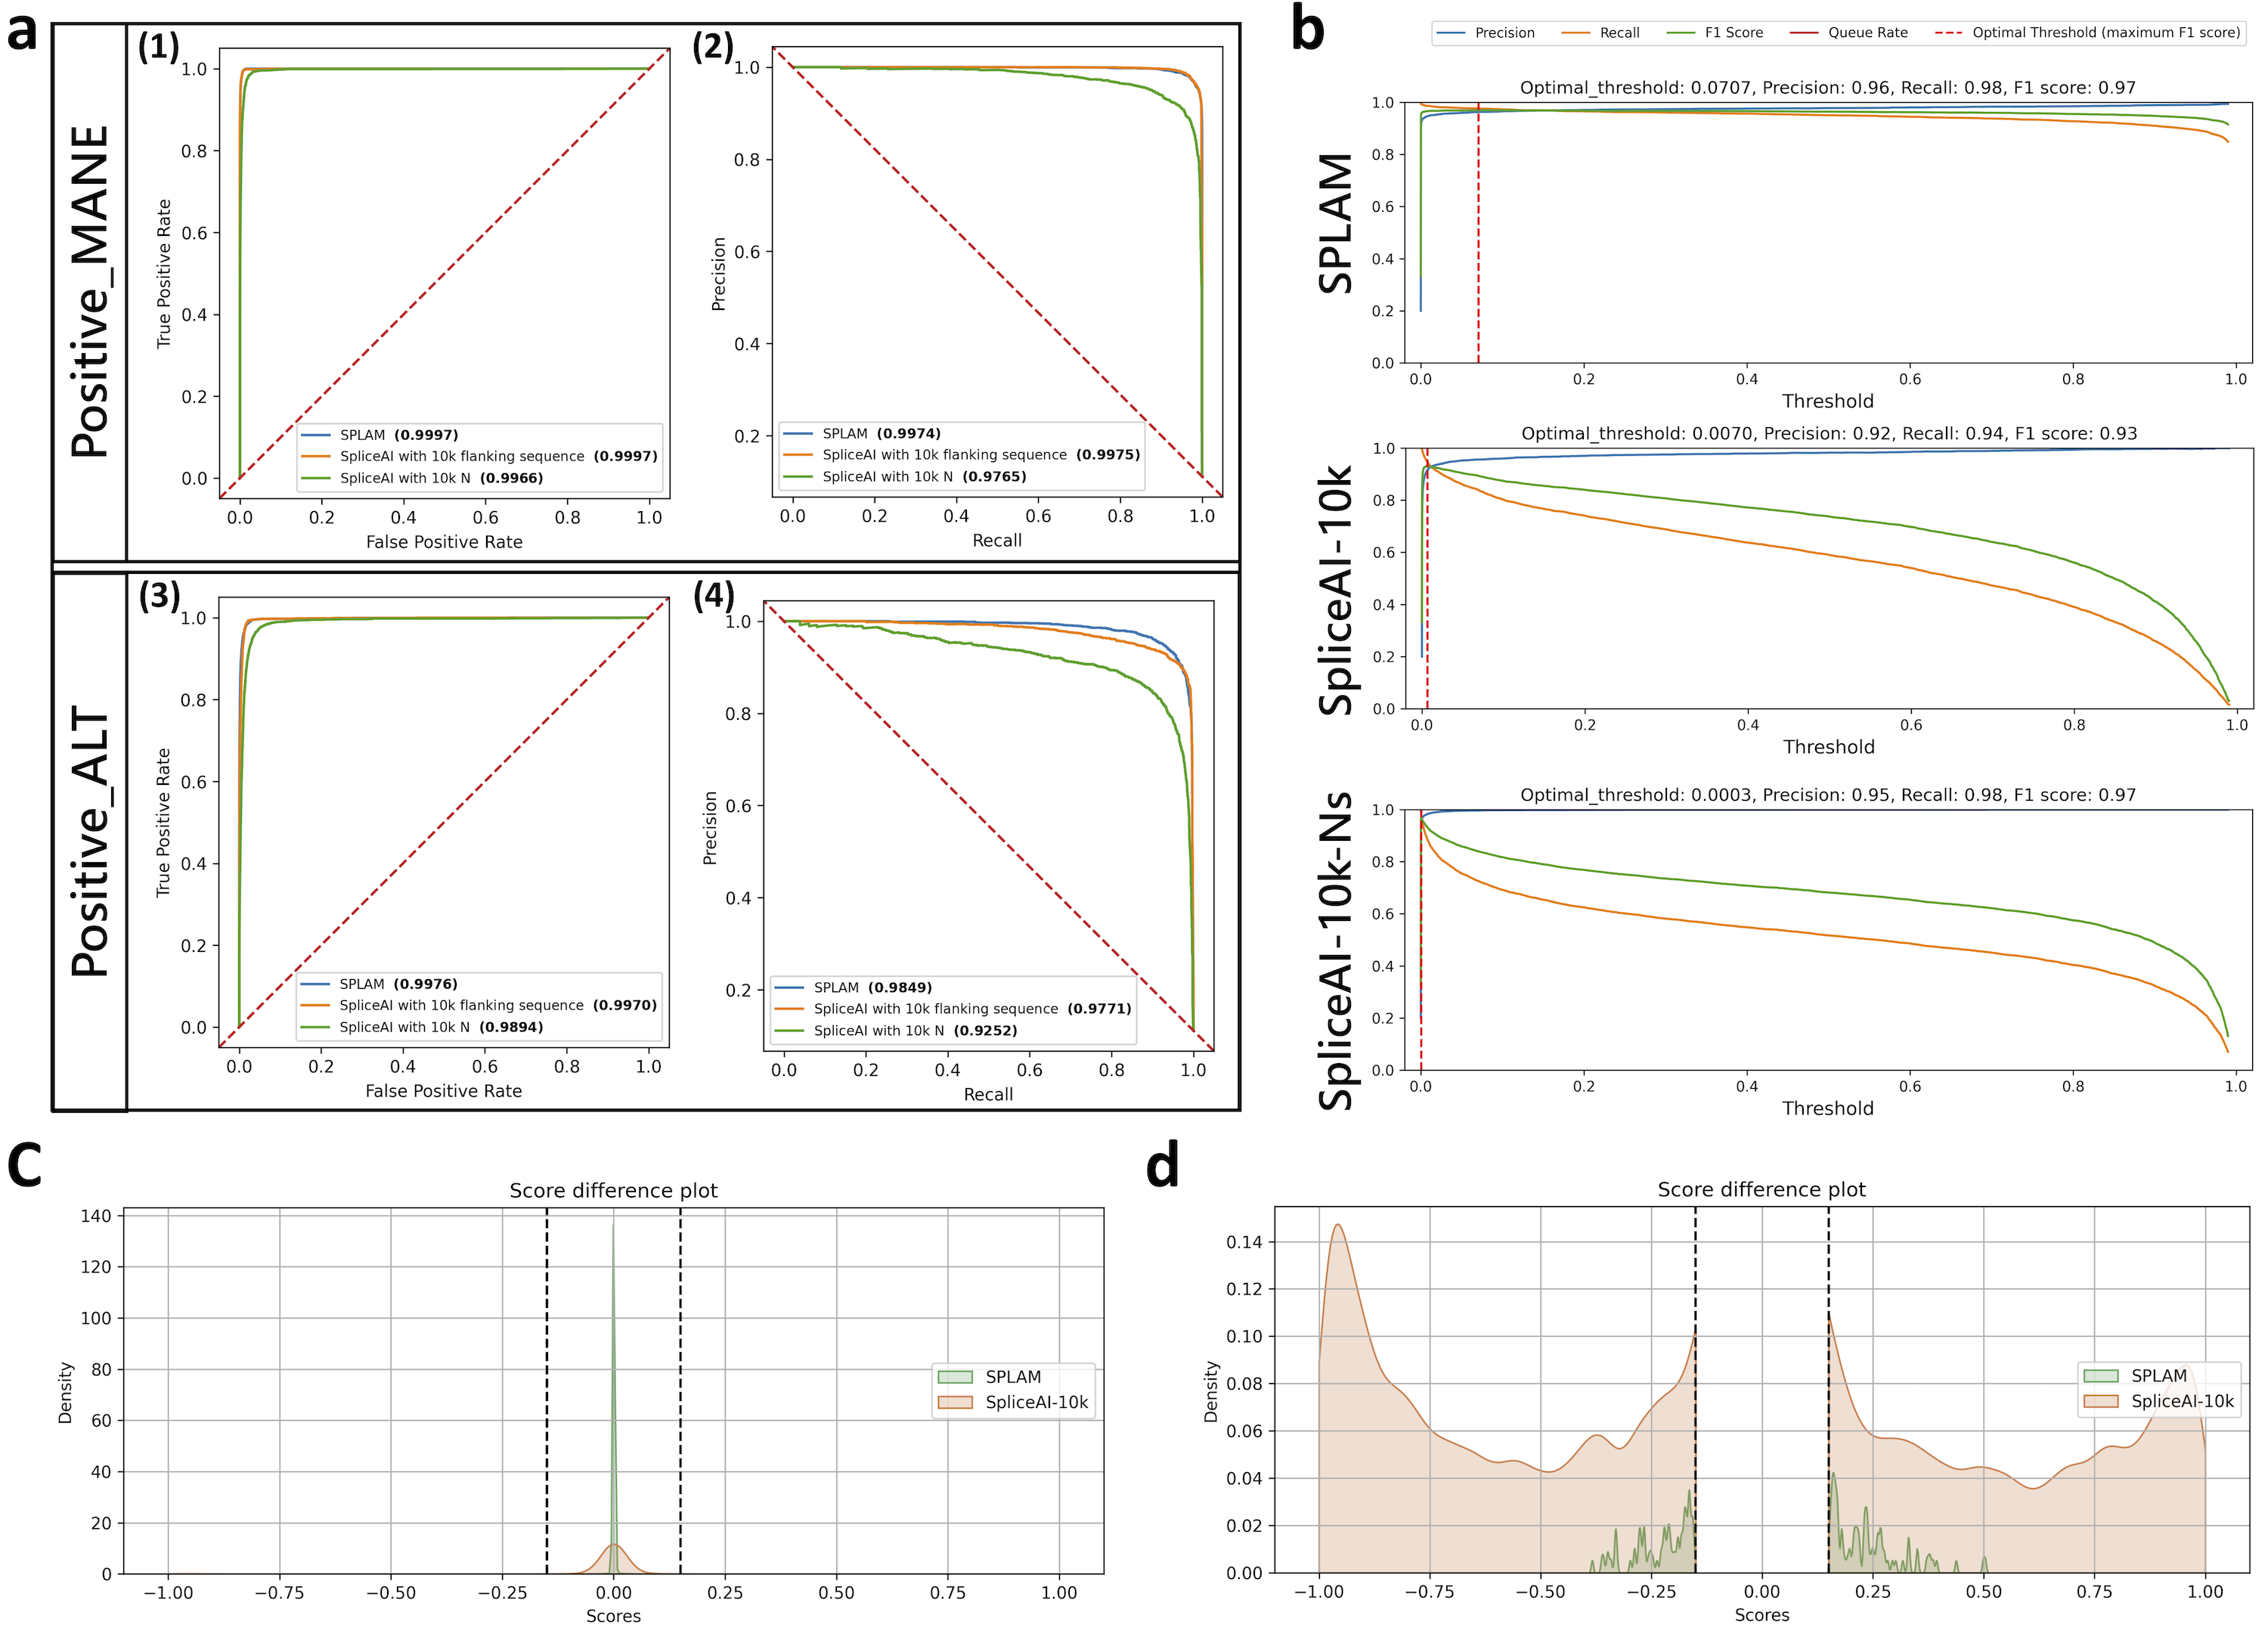 a
Positive_MANE
(1)
True Positive Rate
1.0
0.8
0.6
0.4
0.2
0.0
SPLAM (0.9997)
SpliceAI with 10k flanking sequence (0.9997)
SpliceAI with 10k N (0.9966)
0.0 0.2 0.4 0.6 0.8 1.0
False Positive Rate
(2)
Precision
1.0
0.8
0.6
0.4
0.2
SPLAM (0.9974)
SpliceAI with 10k flanking sequence (0.9975)
SpliceAI with 10k N (0.9765)
0.0 0.2 0.4 0.6 0.8 1.0
Recall
Positive_ALT
(3)
True Positive Rate
1.0
0.8
0.6
0.4
0.2
0.0
SPLAM (0.9976)
SpliceAI with 10k flanking sequence (0.9970)
SpliceAI with 10k N (0.9894)
0.0 0.2 0.4 0.6 0.8 1.0
False Positive Rate
(4)
Precision
1.0
0.8
0.6
0.4
0.2
SPLAM (0.9849)
SpliceAI with 10k flanking sequence (0.9771)
SpliceAI with 10k N (0.9252)
0.0 0.2 0.4 0.6 0.8 1.0
Recall
b
Precision Recall F1 Score Queue Rate Optimal Threshold (maximum F1 score)
SPLAM
Optimal_threshold: 0.0707, Precision: 0.96, Recall: 0.98, F1 score: 0.97
1.0
0.8
0.6
0.4
0.2
0.0
0.0 0.2 0.4 0.6 0.8 1.0
Threshold
SpliceAI-10k
Optimal_threshold: 0.0070, Precision: 0.92, Recall: 0.94, F1 score: 0.93
1.0
0.8
0.6
0.4
0.2
0.0
0.0 0.2 0.4 0.6 0.8 1.0
Threshold
SpliceAI-10k-Ns
Optimal_threshold: 0.0003, Precision: 0.95, Recall: 0.98, F1 score: 0.97
1.0
0.8
0.6
0.4
0.2
0.0
0.0 0.2 0.4 0.6 0.8 1.0
Threshold
C
Score difference plot
Density
140
120
100
80
60
40
20
0
SPLAM
SpliceAI-10k
−1.00 −0.75 −0.50 −0.25 0.00 0.25 0.50 0.75 1.00
Scores
d
Score difference plot
Density
0.14
0.12
0.10
0.08
0.06
0.04
0.02
0.00
SPLAM
SpliceAI-10k
−1.00 −0.75 −0.50 −0.25 0.00 0.25 0.50 0.75 1.00
Scores